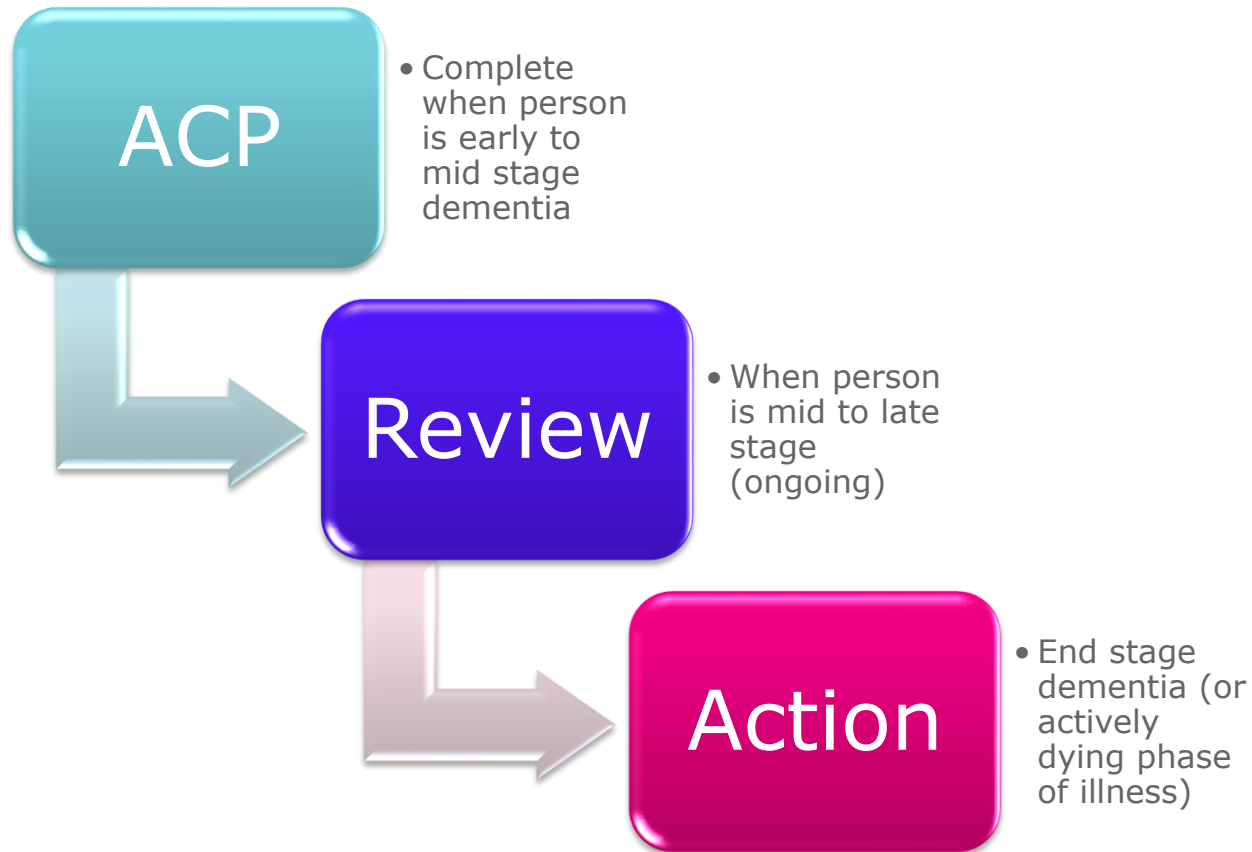 ACP
• Complete
when person
is early to
mid stage
dementia
Review
• When person
is mid to late
stage
(ongoing)
Action
• End stage
dementia (or
actively
dying phase
of illness)